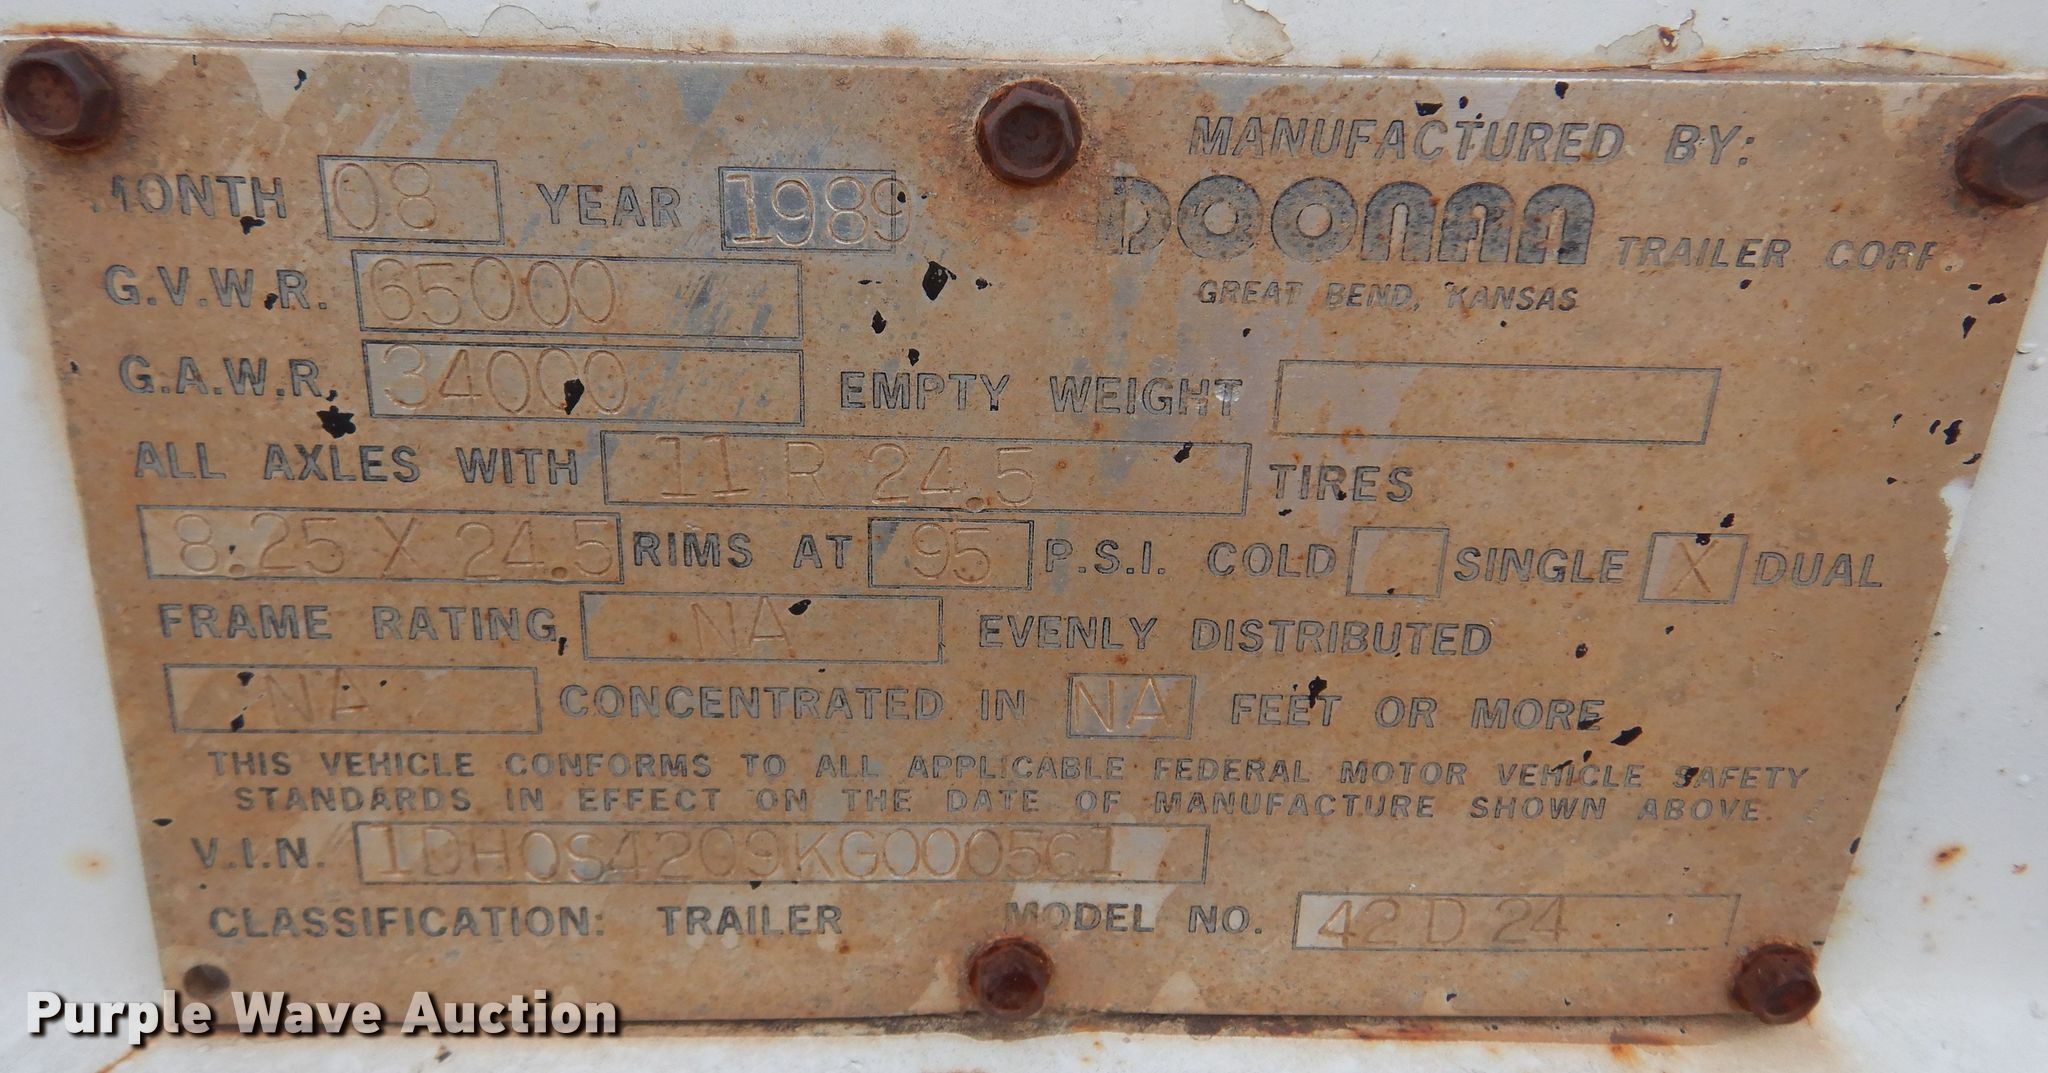 MONTH 08 YEAR 1989
MANUFACTURED BY:
DOONAN TRAILER CORP.
GREAT BEND, KANSAS
G.V.W.R. 65000
G.A.W.R. 34000 EMPTY WEIGHT
ALL AXLES WITH 11 R 24.5 TIRES
8.25 X 24.5 RIMS AT 95 P.S.I. COLD SINGLE X DUAL
FRAME RATING, NA EVENLY DISTRIBUTED
NA CONCENTRATED IN NA FEET OR MORE
THIS VEHICLE CONFORMS TO ALL APPLICABLE FEDERAL MOTOR VEHICLE SAFETY
STANDARDS IN EFFECT ON THE DATE OF MANUFACTURE SHOWN ABOVE.
V.I.N. 1DH0S4209KG000561
CLASSIFICATION: TRAILER MODEL NO. 42 D 24
Purple Wave Auction